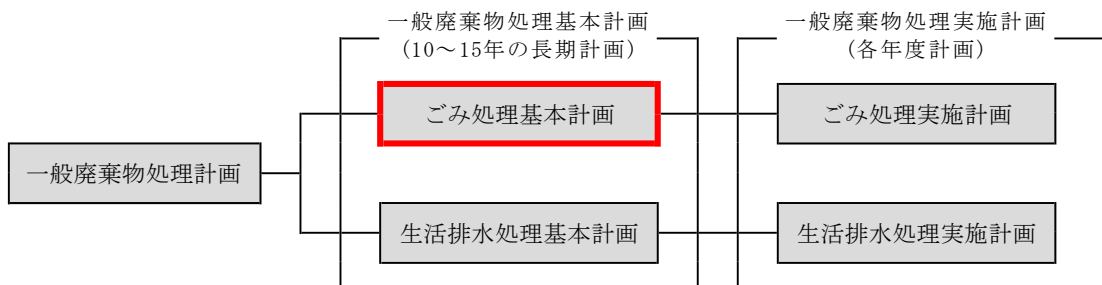 一般廃棄物処理基本計画
(10～15年の長期計画)
一般廃棄物処理実施計画
(各年度計画)
ごみ処理基本計画
ごみ処理実施計画
一般廃棄物処理計画
生活排水処理基本計画
生活排水処理実施計画